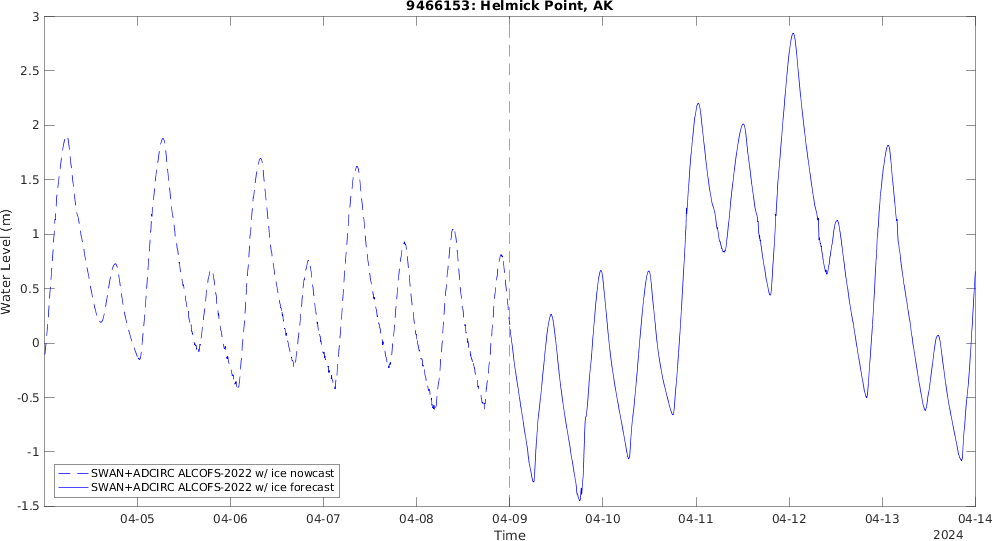 9466153: Helmick Point, AK
3
2.5
2
1.5
1
0.5
0
-0.5
-1
-1.5
Water Level (m)
SWAN+ADCIRC ALCOFS-2022 w/ ice nowcast
SWAN+ADCIRC ALCOFS-2022 w/ ice forecast
04-05 04-06 04-07 04-08 04-09 04-10 04-11 04-12 04-13 04-14
Time
2024